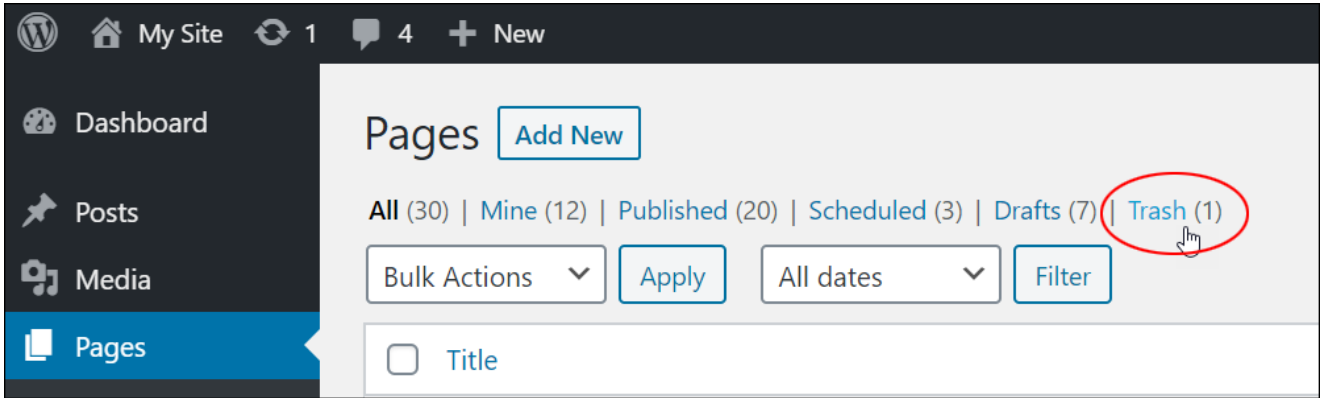 My Site 1 4 New
Dashboard
Posts
Media
Pages
Pages Add New
All (30) | Mine (12) | Published (20) | Scheduled (3) | Drafts (7) | Trash (1)
Bulk Actions Apply All dates Filter
Title